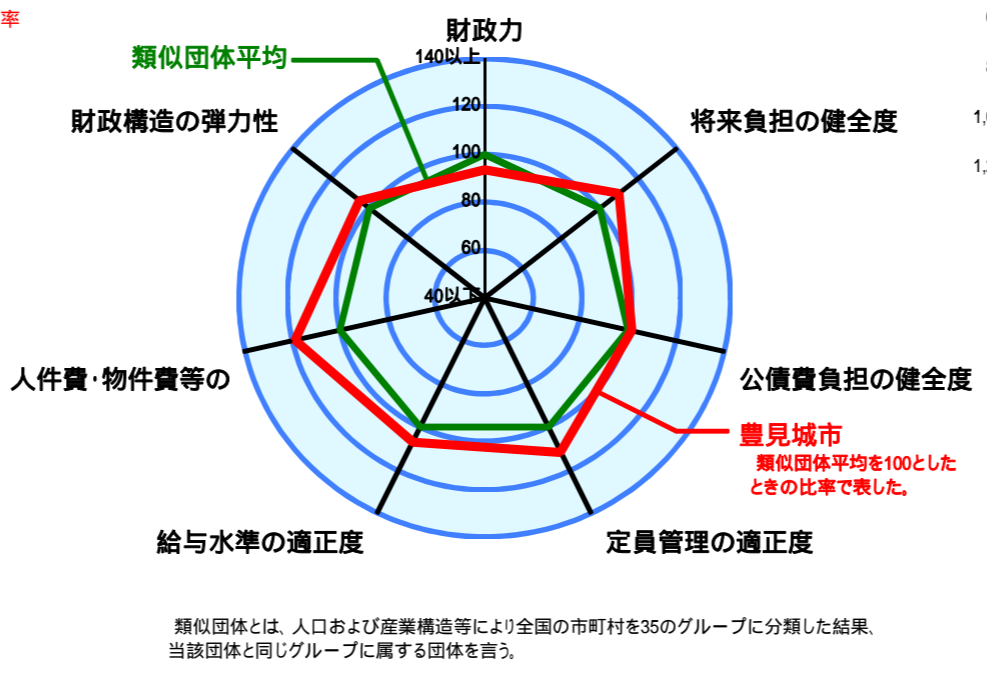 率
財政力
140以上
類似団体平均
120
財政構造の弾力性
将来負担の健全度
100
80
60
40以下
人件費・物件費等の
公債費負担の健全度
豊見城市
類似団体平均を100とした
ときの比率で表した。
給与水準の適正度
定員管理の適正度
類似団体とは、人口および産業構造等により全国の市町村を35のグループに分類した結果、
当該団体と同じグループに属する団体を言う。